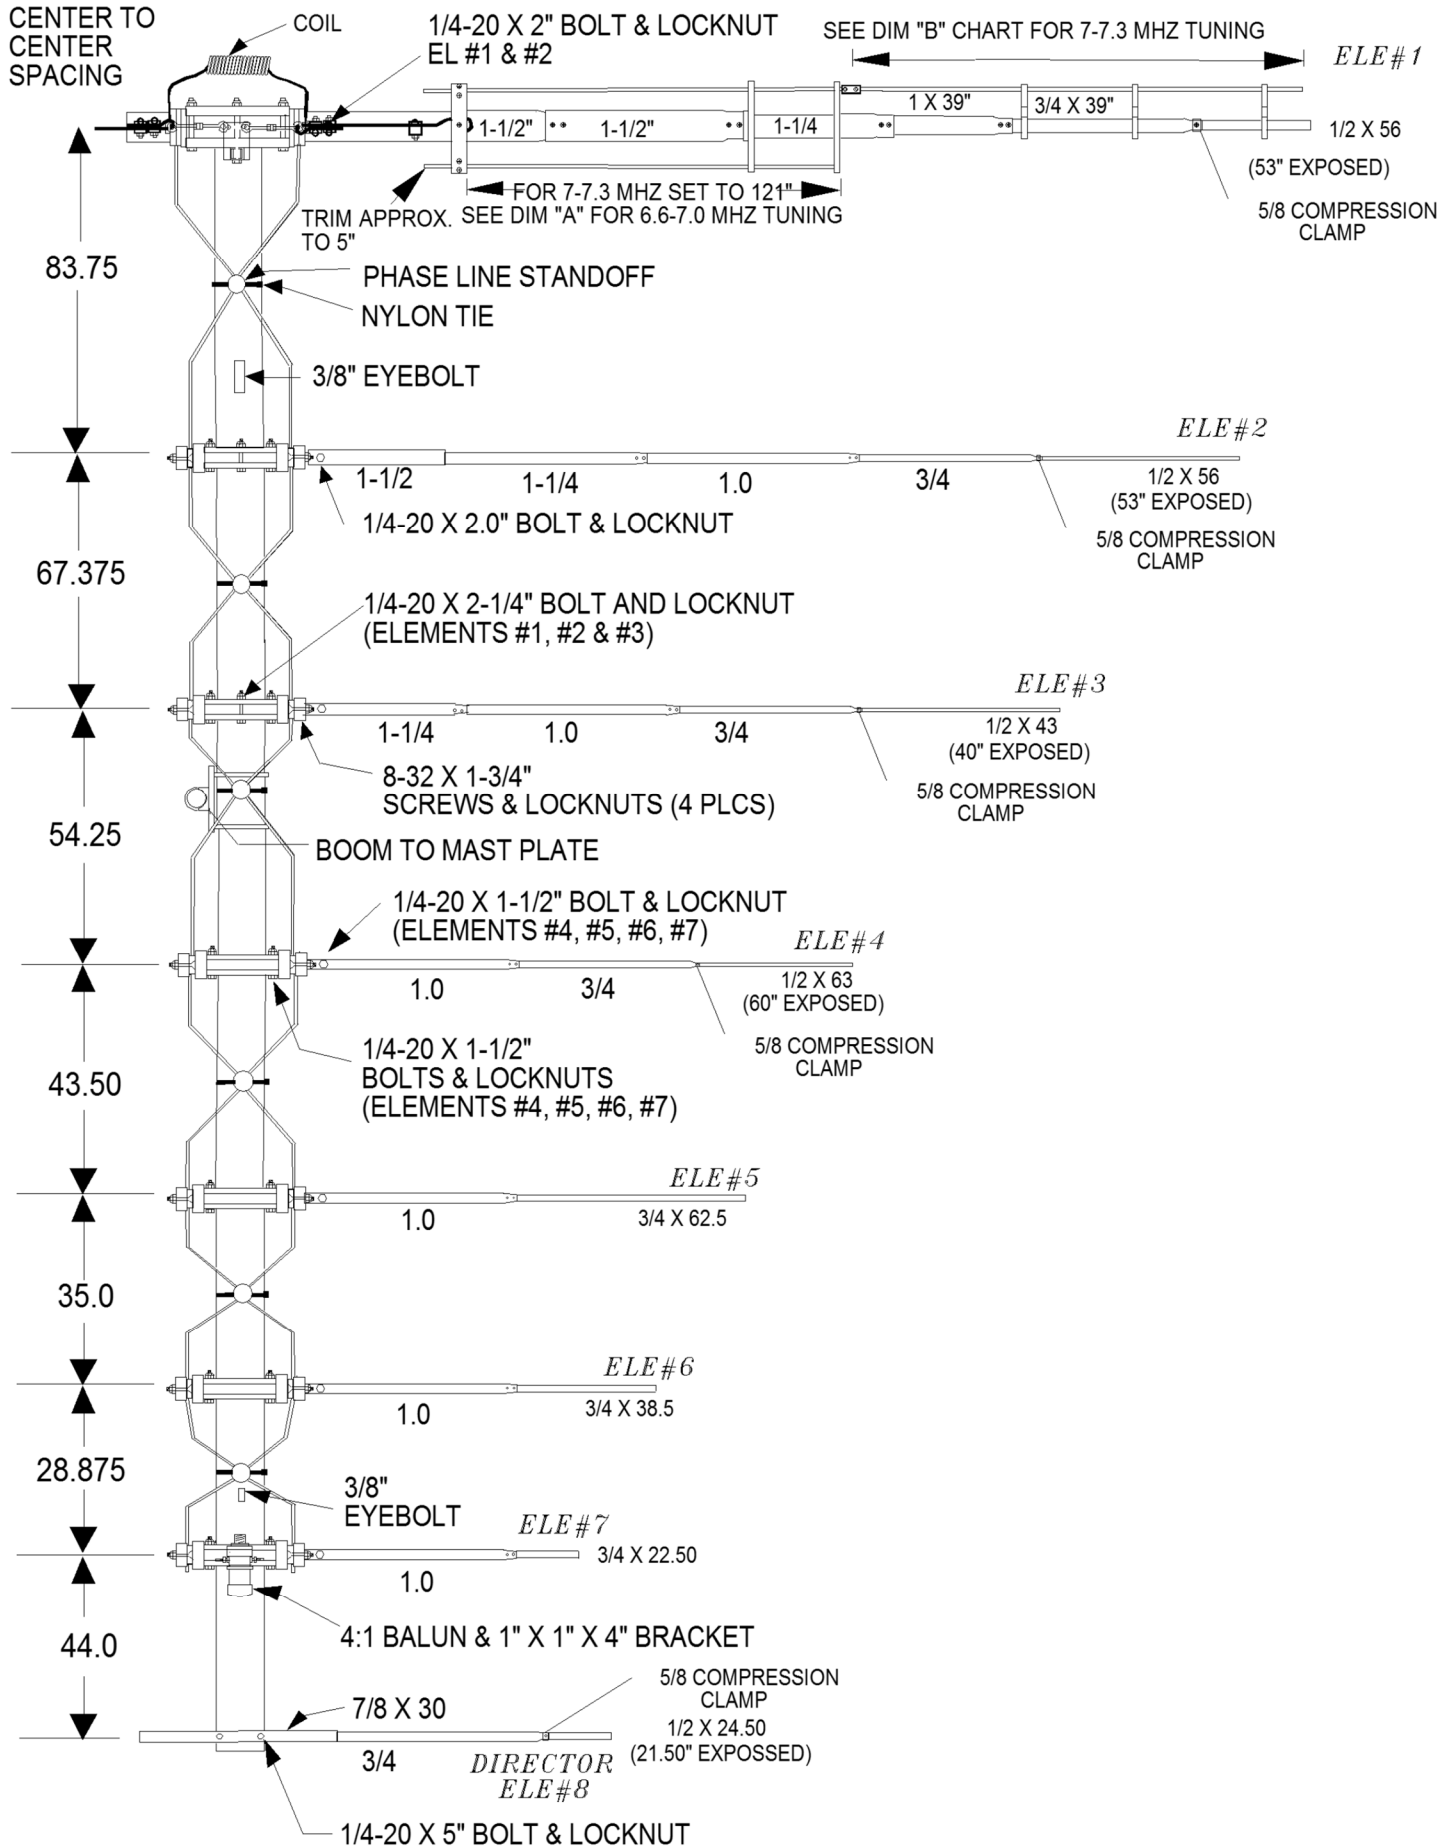 CENTER TO
CENTER
SPACING
COIL
1/4-20 X 2" BOLT & LOCKNUT
EL #1 & #2
SEE DIM "B" CHART FOR 7-7.3 MHZ TUNING
ELE#1
1-1/2"
1-1/2"
1-1/4
1 X 39"
3/4 X 39"
1/2 X 56
(53" EXPOSED)
5/8 COMPRESSION
CLAMP
FOR 7-7.3 MHZ SET TO 121"
SEE DIM "A" FOR 6.6-7.0 MHZ TUNING
TRIM APPROX.
TO 5"
83.75
PHASE LINE STANDOFF
NYLON TIE
3/8" EYEBOLT
ELE#2
1-1/2
1-1/4
1.0
3/4
1/2 X 56
(53" EXPOSED)
1/4-20 X 2.0" BOLT & LOCKNUT
5/8 COMPRESSION
CLAMP
67.375
1/4-20 X 2-1/4" BOLT AND LOCKNUT
(ELEMENTS #1, #2 & #3)
ELE#3
1-1/4
1.0
3/4
1/2 X 43
(40" EXPOSED)
8-32 X 1-3/4"
SCREWS & LOCKNUTS (4 PLCS)
5/8 COMPRESSION
CLAMP
54.25
BOOM TO MAST PLATE
1/4-20 X 1-1/2" BOLT & LOCKNUT
(ELEMENTS #4, #5, #6, #7)
ELE#4
1.0
3/4
1/2 X 63
(60" EXPOSED)
5/8 COMPRESSION
CLAMP
1/4-20 X 1-1/2"
BOLTS & LOCKNUTS
(ELEMENTS #4, #5, #6, #7)
43.50
ELE#5
1.0
3/4 X 62.5
35.0
ELE#6
1.0
3/4 X 38.5
28.875
3/8"
EYEBOLT
ELE#7
1.0
3/4 X 22.50
4:1 BALUN & 1" X 1" X 4" BRACKET
44.0
5/8 COMPRESSION
CLAMP
7/8 X 30
1/2 X 24.50
(21.50" EXPOSSED)
3/4
DIRECTOR
ELE#8
1/4-20 X 5" BOLT & LOCKNUT